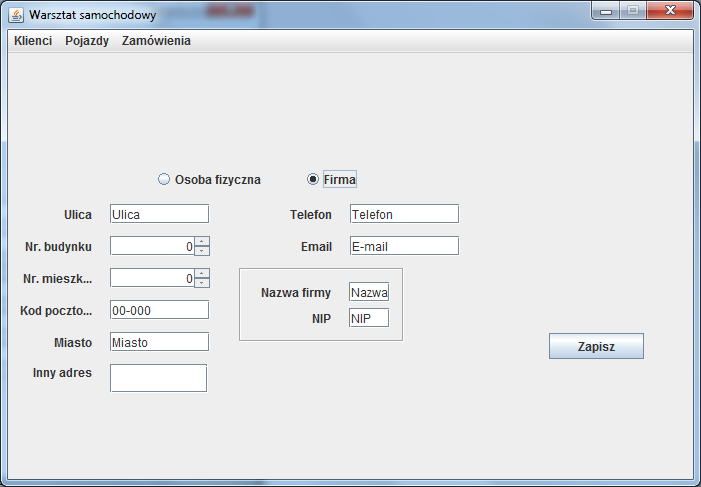 Warsztat samochodowy
Klienci Pojazdy Zamówienia
Osoba fizyczna Firma
Ulica Ulica Telefon Telefon
Nr. budynku 0 Email E-mail
Nr. mieszk... 0
Nazwa firmy Nazwa
Kod poczto... 00-000
NIP NIP
Miasto Miasto
Zapisz
Inny adres